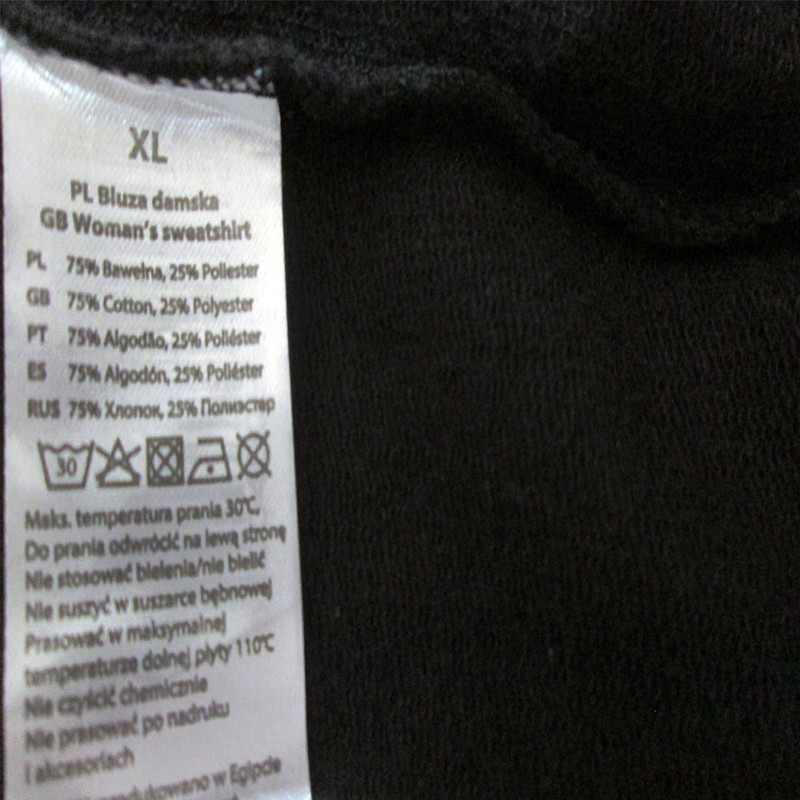 XL
PL Bluza damska
GB Woman's sweatshirt
PL 75% Bawełna, 25% Poliester
GB 75% Cotton, 25% Polyester
PT 75% Algodão, 25% Poliéster
ES 75% Algodón, 25% Poliéster
RUS 75% Хлопок, 25% Полиэстер
30
Maks. temperatura prania 30℃,
Do prania odwrócić na lewą stronę
Nie stosować bielenia/nie bielić
Nie suszyć w suszarce bębnowej
Prasować w maksymalnej
temperaturze dolnej płyty 110℃
Nie czyścić chemicznie
Nie prasować po nadruku
i akcesoriach
w Egipcie